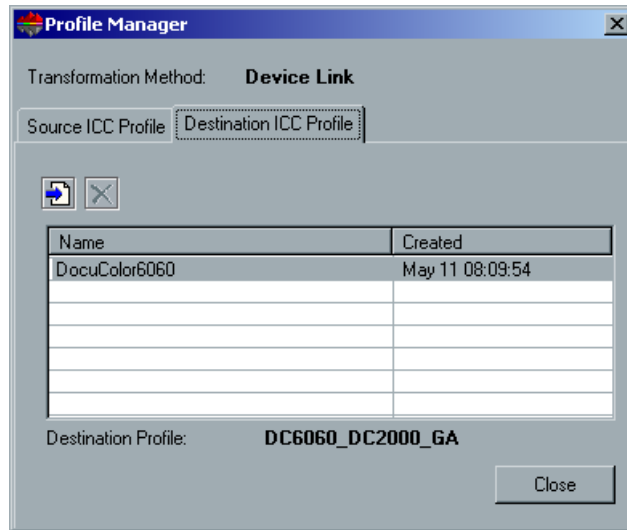 Profile Manager
Transformation Method: Device Link
Source ICC Profile Destination ICC Profile
Name Created
DocuColor6060 May 11 08:09:54
Destination Profile: DC6060_DC2000_GA
Close